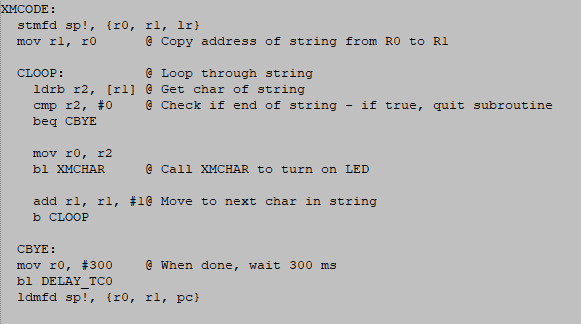 XMCODE:
stmfd sp!, {r0, r1, lr}
mov r1, r0 @ Copy address of string from R0 to R1
CLOOP: @ Loop through string
ldrb r2, [r1] @ Get char of string
cmp r2, #0 @ Check if end of string - if true, quit subroutine
beq CBYE
mov r0, r2
bl XMCHAR @ Call XMCHAR to turn on LED
add r1, r1, #1@ Move to next char in string
b CLOOP
CBYE:
mov r0, #300 @ When done, wait 300 ms
bl DELAY_TC0
ldmfd sp!, {r0, r1, pc}